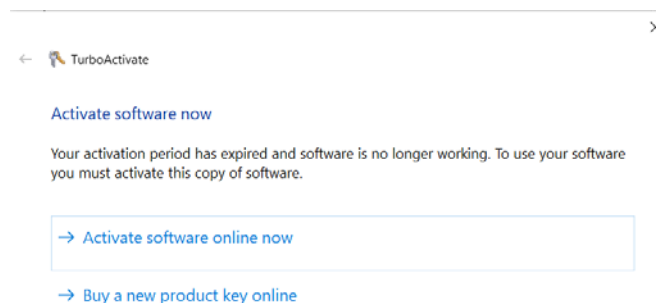 TurboActivate
Activate software now
Your activation period has expired and software is no longer working. To use your software
you must activate this copy of software.
Activate software online now
Buy a new product key online